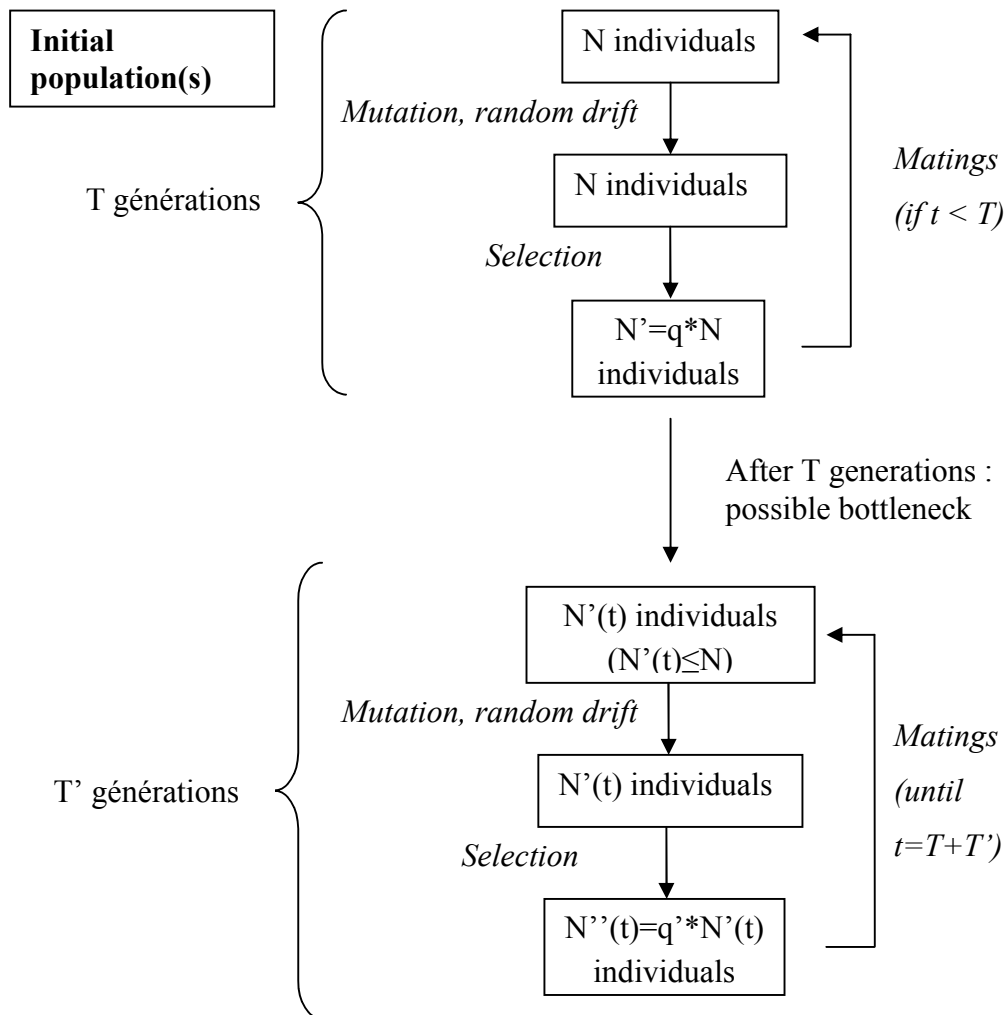 Initial
population(s)
N individuals
Mutation, random drift
Matings
(if t < T)
T générations
N individuals
Selection
N’=q*N
individuals
After T generations :
possible bottleneck
N’(t) individuals
(N’(t)≤N)
Mutation, random drift
Matings
(until
t=T+T’)
T’ générations
N’(t) individuals
Selection
N’’(t)=q’*N’(t)
individuals